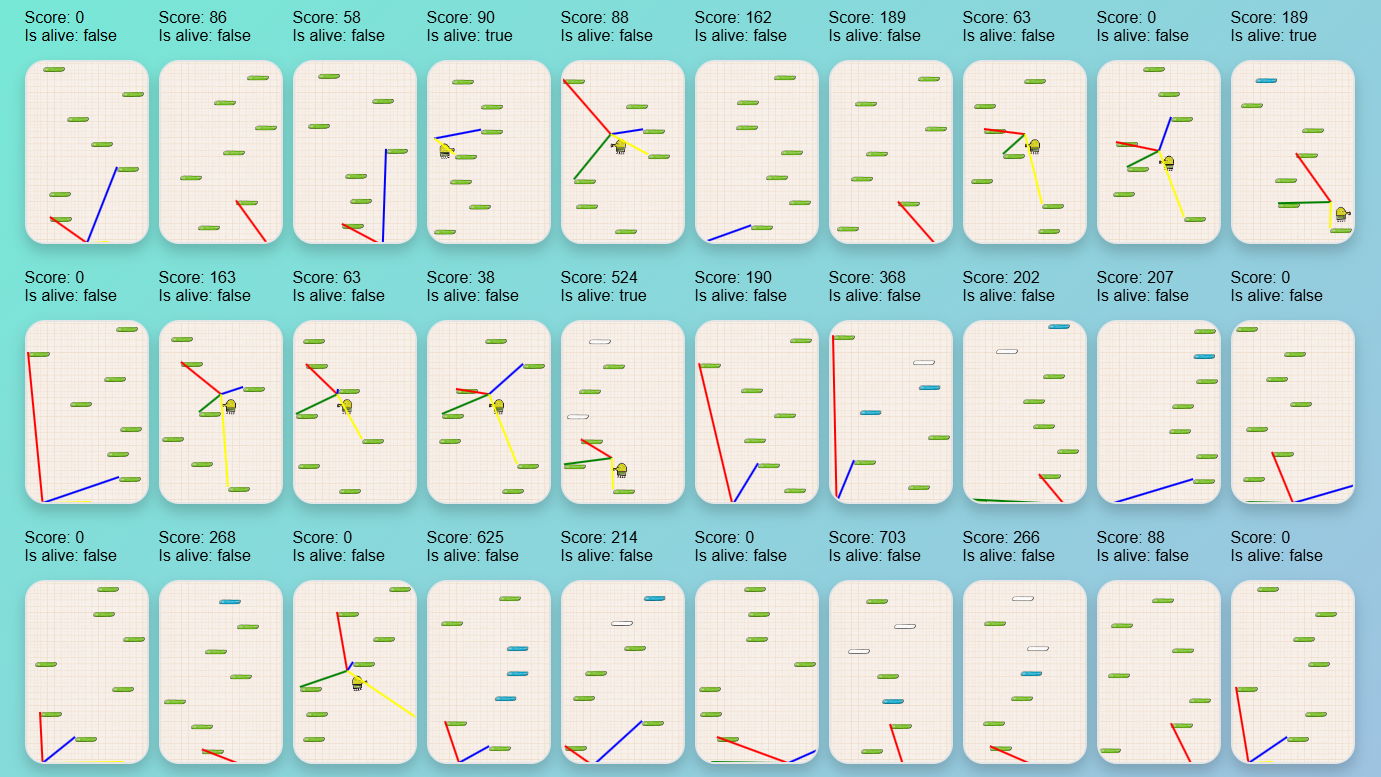 Score: 0
Is alive: false
Score: 86
Is alive: false
Score: 58
Is alive: false
Score: 90
Is alive: true
Score: 88
Is alive: false
Score: 162
Is alive: false
Score: 189
Is alive: false
Score: 63
Is alive: false
Score: 0
Is alive: false
Score: 189
Is alive: true
Score: 0
Is alive: false
Score: 163
Is alive: false
Score: 63
Is alive: false
Score: 38
Is alive: false
Score: 524
Is alive: true
Score: 190
Is alive: false
Score: 368
Is alive: false
Score: 202
Is alive: false
Score: 207
Is alive: false
Score: 0
Is alive: false
Score: 0
Is alive: false
Score: 268
Is alive: false
Score: 0
Is alive: false
Score: 625
Is alive: false
Score: 214
Is alive: false
Score: 0
Is alive: false
Score: 703
Is alive: false
Score: 266
Is alive: false
Score: 88
Is alive: false
Score: 0
Is alive: false